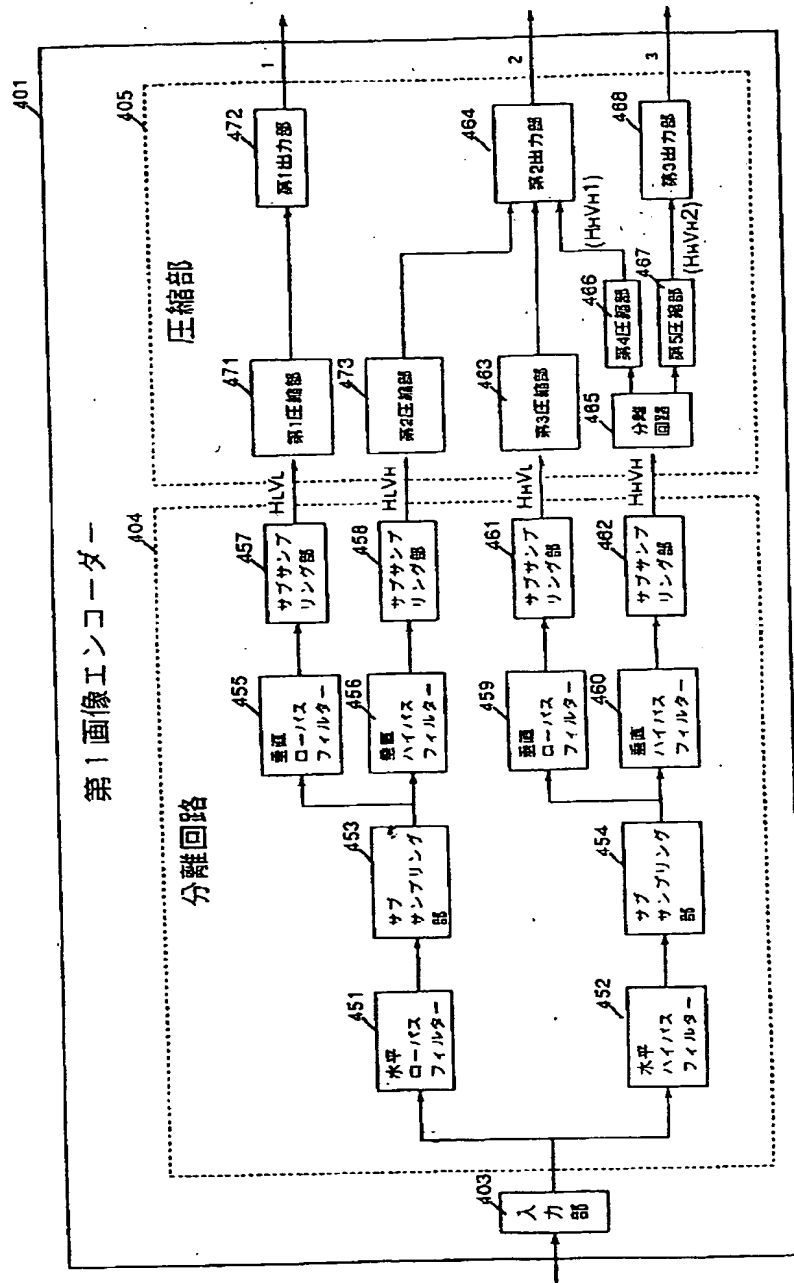 第1画像エンコーダー
401
分離回路
404
圧縮部
405
403
入力部
451
水平
ローパス
フィルター
452
水平
ハイパス
フィルター
453
サブ
サンプリング
部
454
サブ
サンプリング
部
455
垂直
ローパス
フィルター
456
垂直
ハイパス
フィルター
459
垂直
ローパス
フィルター
460
垂直
ハイパス
フィルター
457
サブサンプ
リング部
458
サブサンプ
リング部
461
サブサンプ
リング部
462
サブサンプ
リング部
HLVL
HLVH
HHVL
HHVH
471
第1圧縮部
473
第2圧縮部
463
第3圧縮部
465
分離
回路
466
第4圧縮部
467
第5圧縮部
(HHVH1)
(HHVH2)
472
第1出力部
464
第2出力部
468
第3出力部
1
2
3